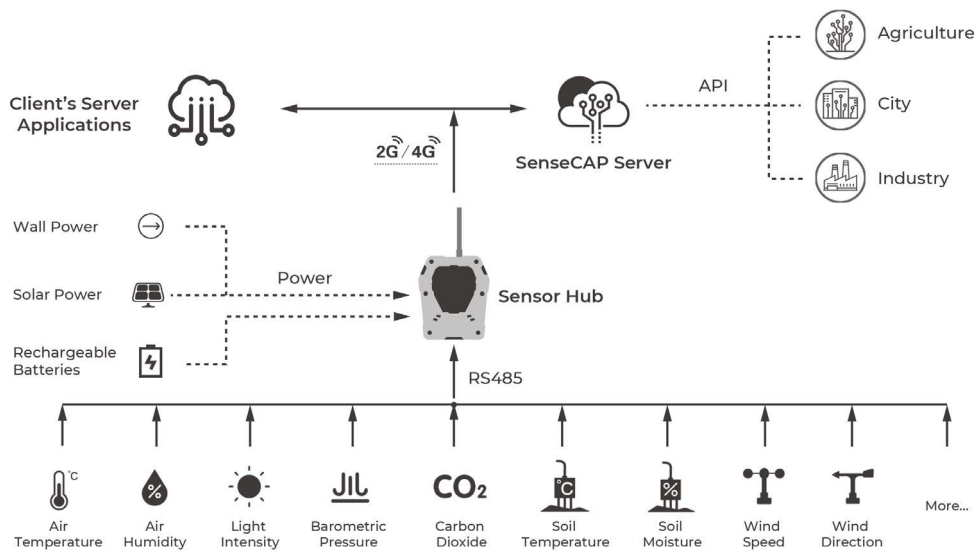 Client's Server
Applications
2G/4G
SenseCAP Server
API
Agriculture
City
Industry
Wall Power
Solar Power
Rechargeable
Batteries
Power
Sensor Hub
RS485
°C
Air
Temperature
%
Air
Humidity
Light
Intensity
Barometric
Pressure
CO₂
Carbon
Dioxide
°C
Soil
Temperature
%
Soil
Moisture
Wind
Speed
Wind
Direction
More...